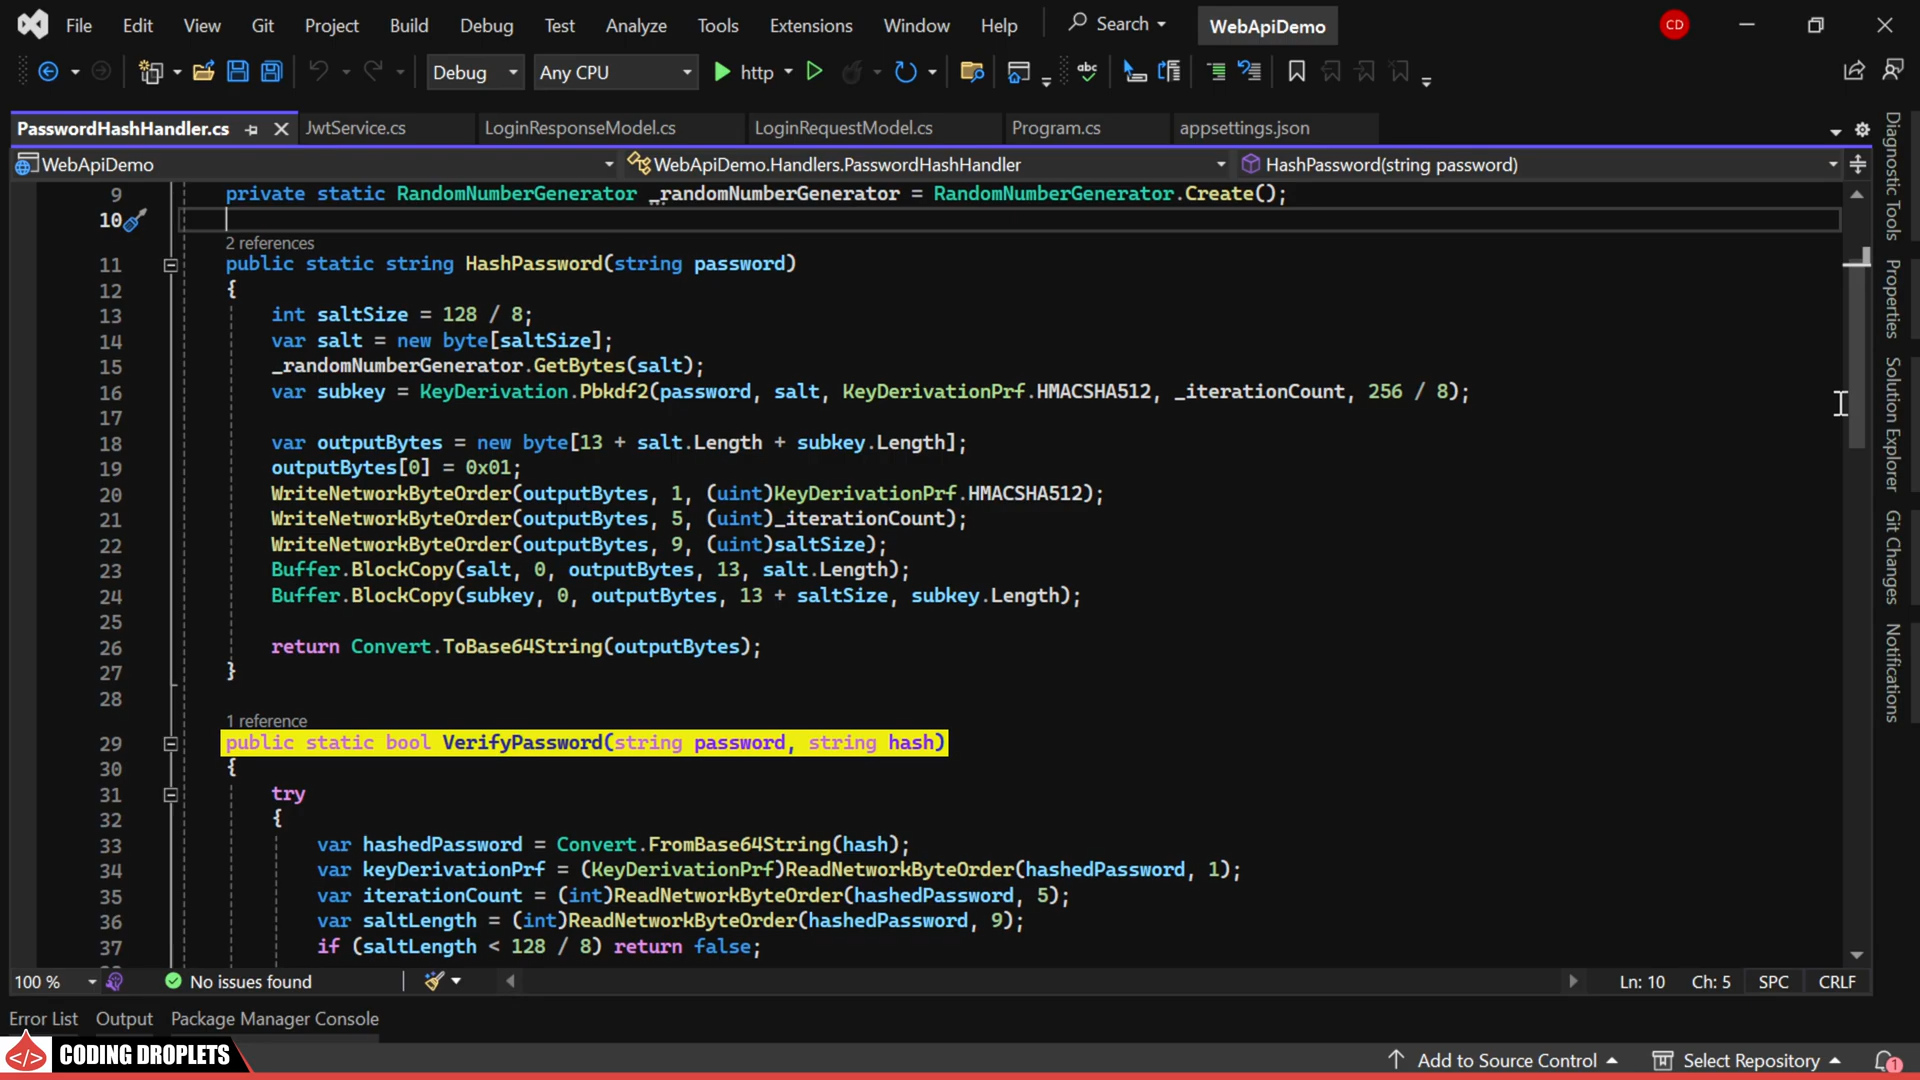 File Edit View Git Project Build Debug Test Analyze Tools Extensions Window Help Search WebApiDemo CD
Debug Any CPU http abc
PasswordHashHandler.cs JwtService.cs LoginResponseModel.cs LoginRequestModel.cs Program.cs appsettings.json
WebApiDemo WebApiDemo.Handlers.PasswordHashHandler HashPassword(string password)
9 private static RandomNumberGenerator _randomNumberGenerator = RandomNumberGenerator.Create();
10
2 references
11 public static string HashPassword(string password)
12 {
13 int saltSize = 128 / 8;
14 var salt = new byte[saltSize];
15 _randomNumberGenerator.GetBytes(salt);
16 var subkey = KeyDerivation.Pbkdf2(password, salt, KeyDerivationPrf.HMACSHA512, _iterationCount, 256 / 8);
17
18 var outputBytes = new byte[13 + salt.Length + subkey.Length];
19 outputBytes[0] = 0x01;
20 WriteNetworkByteOrder(outputBytes, 1, (uint)KeyDerivationPrf.HMACSHA512);
21 WriteNetworkByteOrder(outputBytes, 5, (uint)_iterationCount);
22 WriteNetworkByteOrder(outputBytes, 9, (uint)saltSize);
23 Buffer.BlockCopy(salt, 0, outputBytes, 13, salt.Length);
24 Buffer.BlockCopy(subkey, 0, outputBytes, 13 + saltSize, subkey.Length);
25
26 return Convert.ToBase64String(outputBytes);
27 }
28
1 reference
29 public static bool VerifyPassword(string password, string hash)
30 {
31 try
32 {
33 var hashedPassword = Convert.FromBase64String(hash);
34 var keyDerivationPrf = (KeyDerivationPrf)ReadNetworkByteOrder(hashedPassword, 1);
35 var iterationCount = (int)ReadNetworkByteOrder(hashedPassword, 5);
36 var saltLength = (int)ReadNetworkByteOrder(hashedPassword, 9);
37 if (saltLength < 128 / 8) return false;
Diagnostic Tools
Properties
Solution Explorer
Git Changes
Notifications
100 % No issues found Ln: 10 Ch: 5 SPC CRLF
Error List Output Package Manager Console
</> CODING DROPLETS
Add to Source Control Select Repository 1